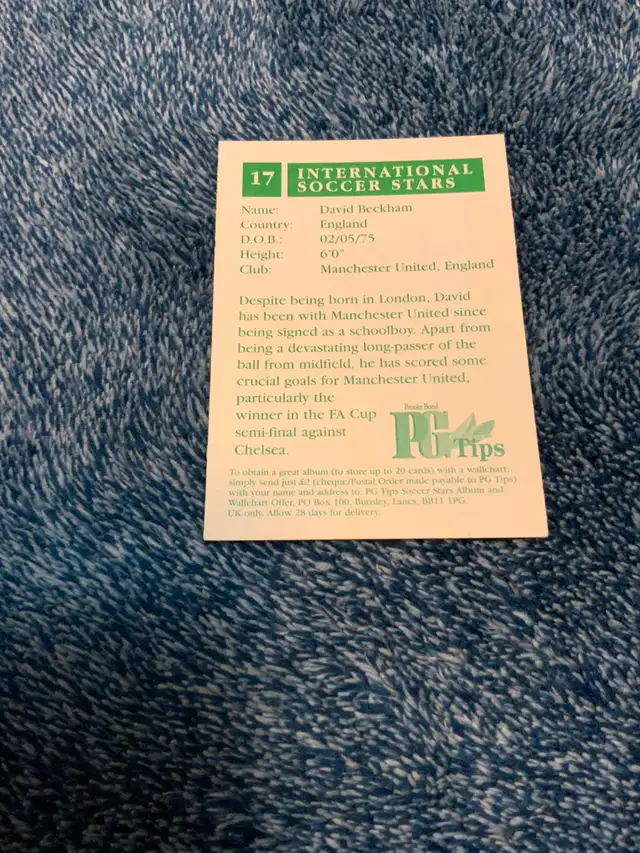 17
INTERNATIONAL
SOCCER STARS
Name: David Beckham
Country: England
D.O.B.: 02/05/75
Height: 6'0"
Club: Manchester United, England
Despite being born in London, David
has been with Manchester United since
being signed as a schoolboy. Apart from
being a devastating long-passer of the
ball from midfield, he has scored some
crucial goals for Manchester United,
particularly the
winner in the FA Cup
semi-final against
Chelsea.
Brooke Bond
PG Tips
To obtain a great album (to store up to 20 cards) with a wallchart,
simply send just £2 (cheque/Postal Order made payable to PG Tips)
with your name and address to: PG Tips Soccer Stars Album and
Wallchart Offer, PO Box 100, Burnley, Lancs, BB11 1PG.
UK only. Allow 28 days for delivery.